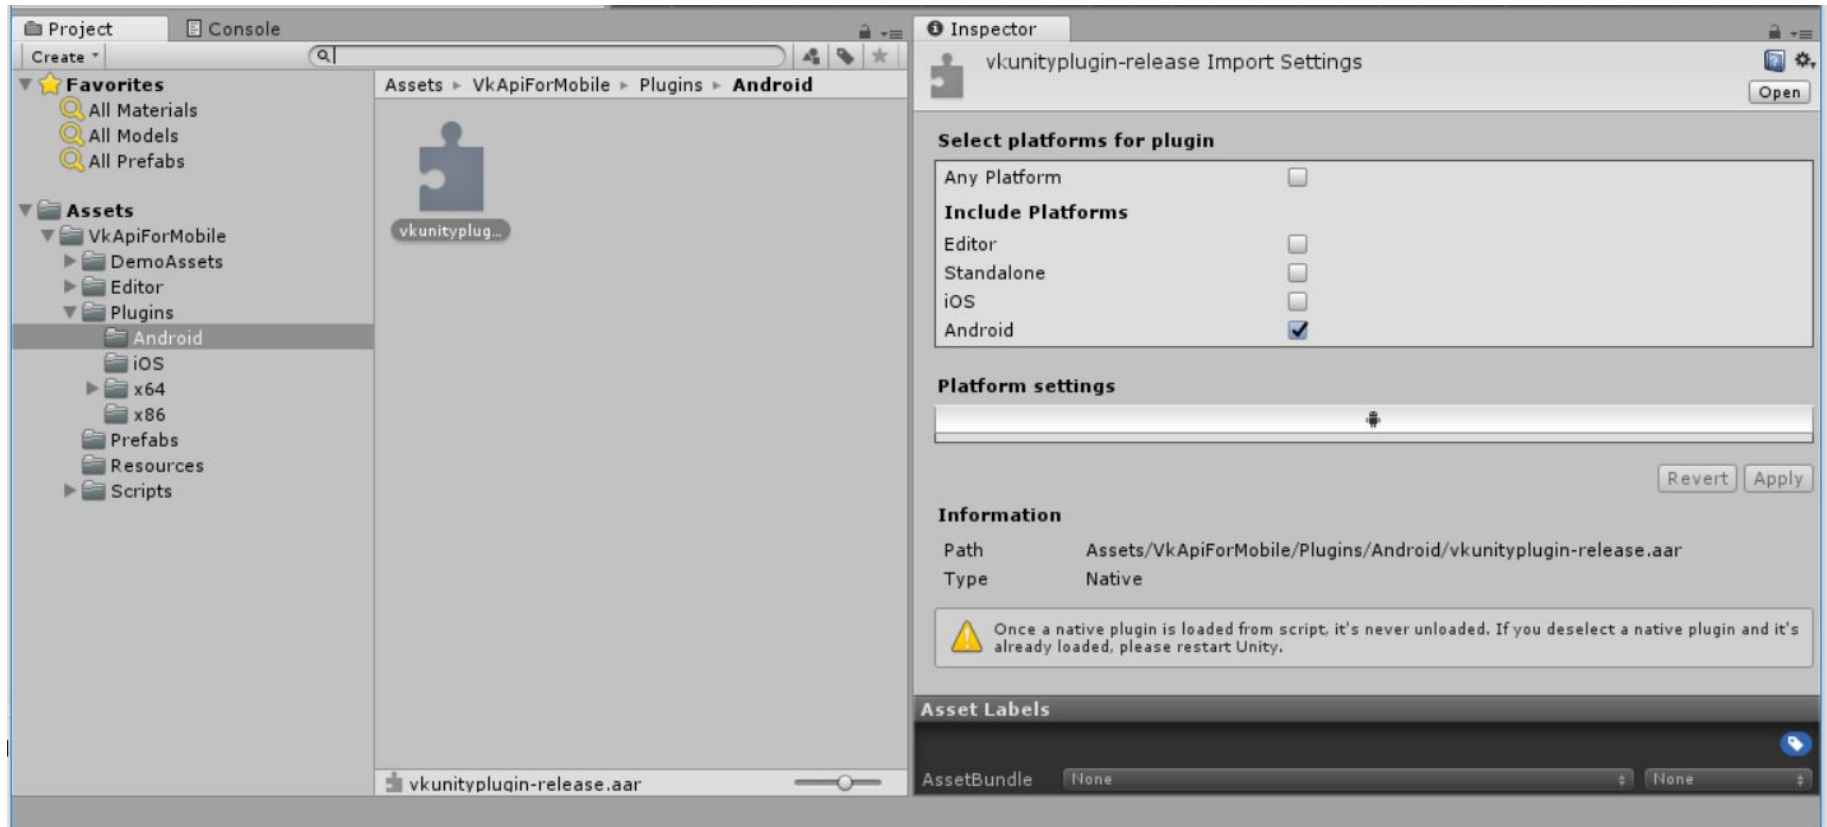 Project
Console
Create
Favorites
All Materials
All Models
All Prefabs
Assets
VkApiForMobile
DemoAssets
Editor
Plugins
Android
iOS
x64
x86
Prefabs
Resources
Scripts
Assets VkApiForMobile Plugins Android
vkunityplug...
vkunityplugin-release.aar
Inspector
vkunityplugin-release Import Settings
Open
Select platforms for plugin
Any Platform
Include Platforms
Editor
Standalone
iOS
Android
Platform settings
Revert Apply
Information
Path Assets/VkApiForMobile/Plugins/Android/vkunityplugin-release.aar
Type Native
Once a native plugin is loaded from script, it's never unloaded. If you deselect a native plugin and it's
already loaded, please restart Unity.
Asset Labels
AssetBundle None None